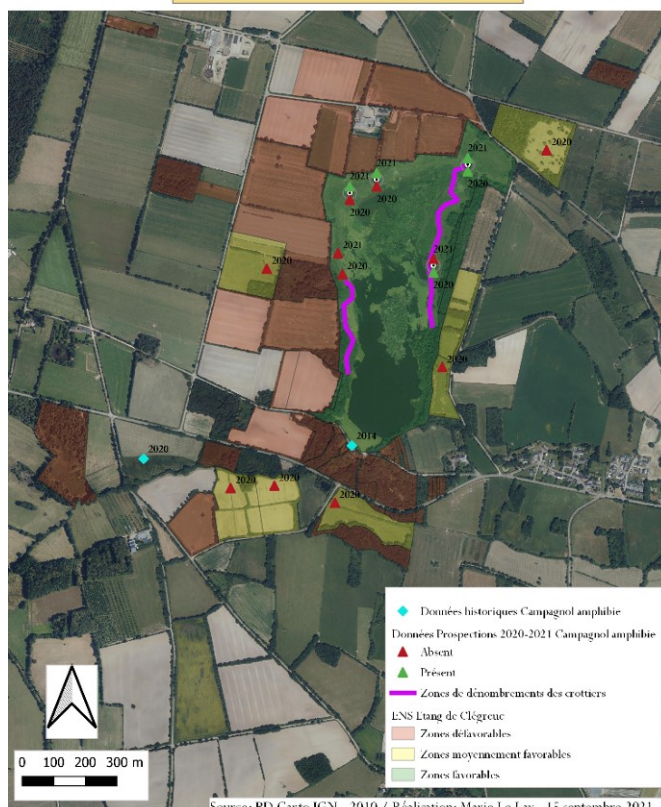 2021
2021
2021
2020
2020
2020
2021
2021
2020
2020
2020
2020
2014
2020
2020
2020
2020
Données historiques Campagnol amphibie
Données Prospections 2020-2021 Campagnol amphibie
Absent
Présent
Zones de dénombrements des crottiers
ENS Etang de Clégreuc
Zones défavorables
Zones moyennement favorables
Zones favorables
0 100 200 300 m
Source: BD Carto IGN - 2010 / Réalisation: Marie Le Lay - 15 septembre 2021